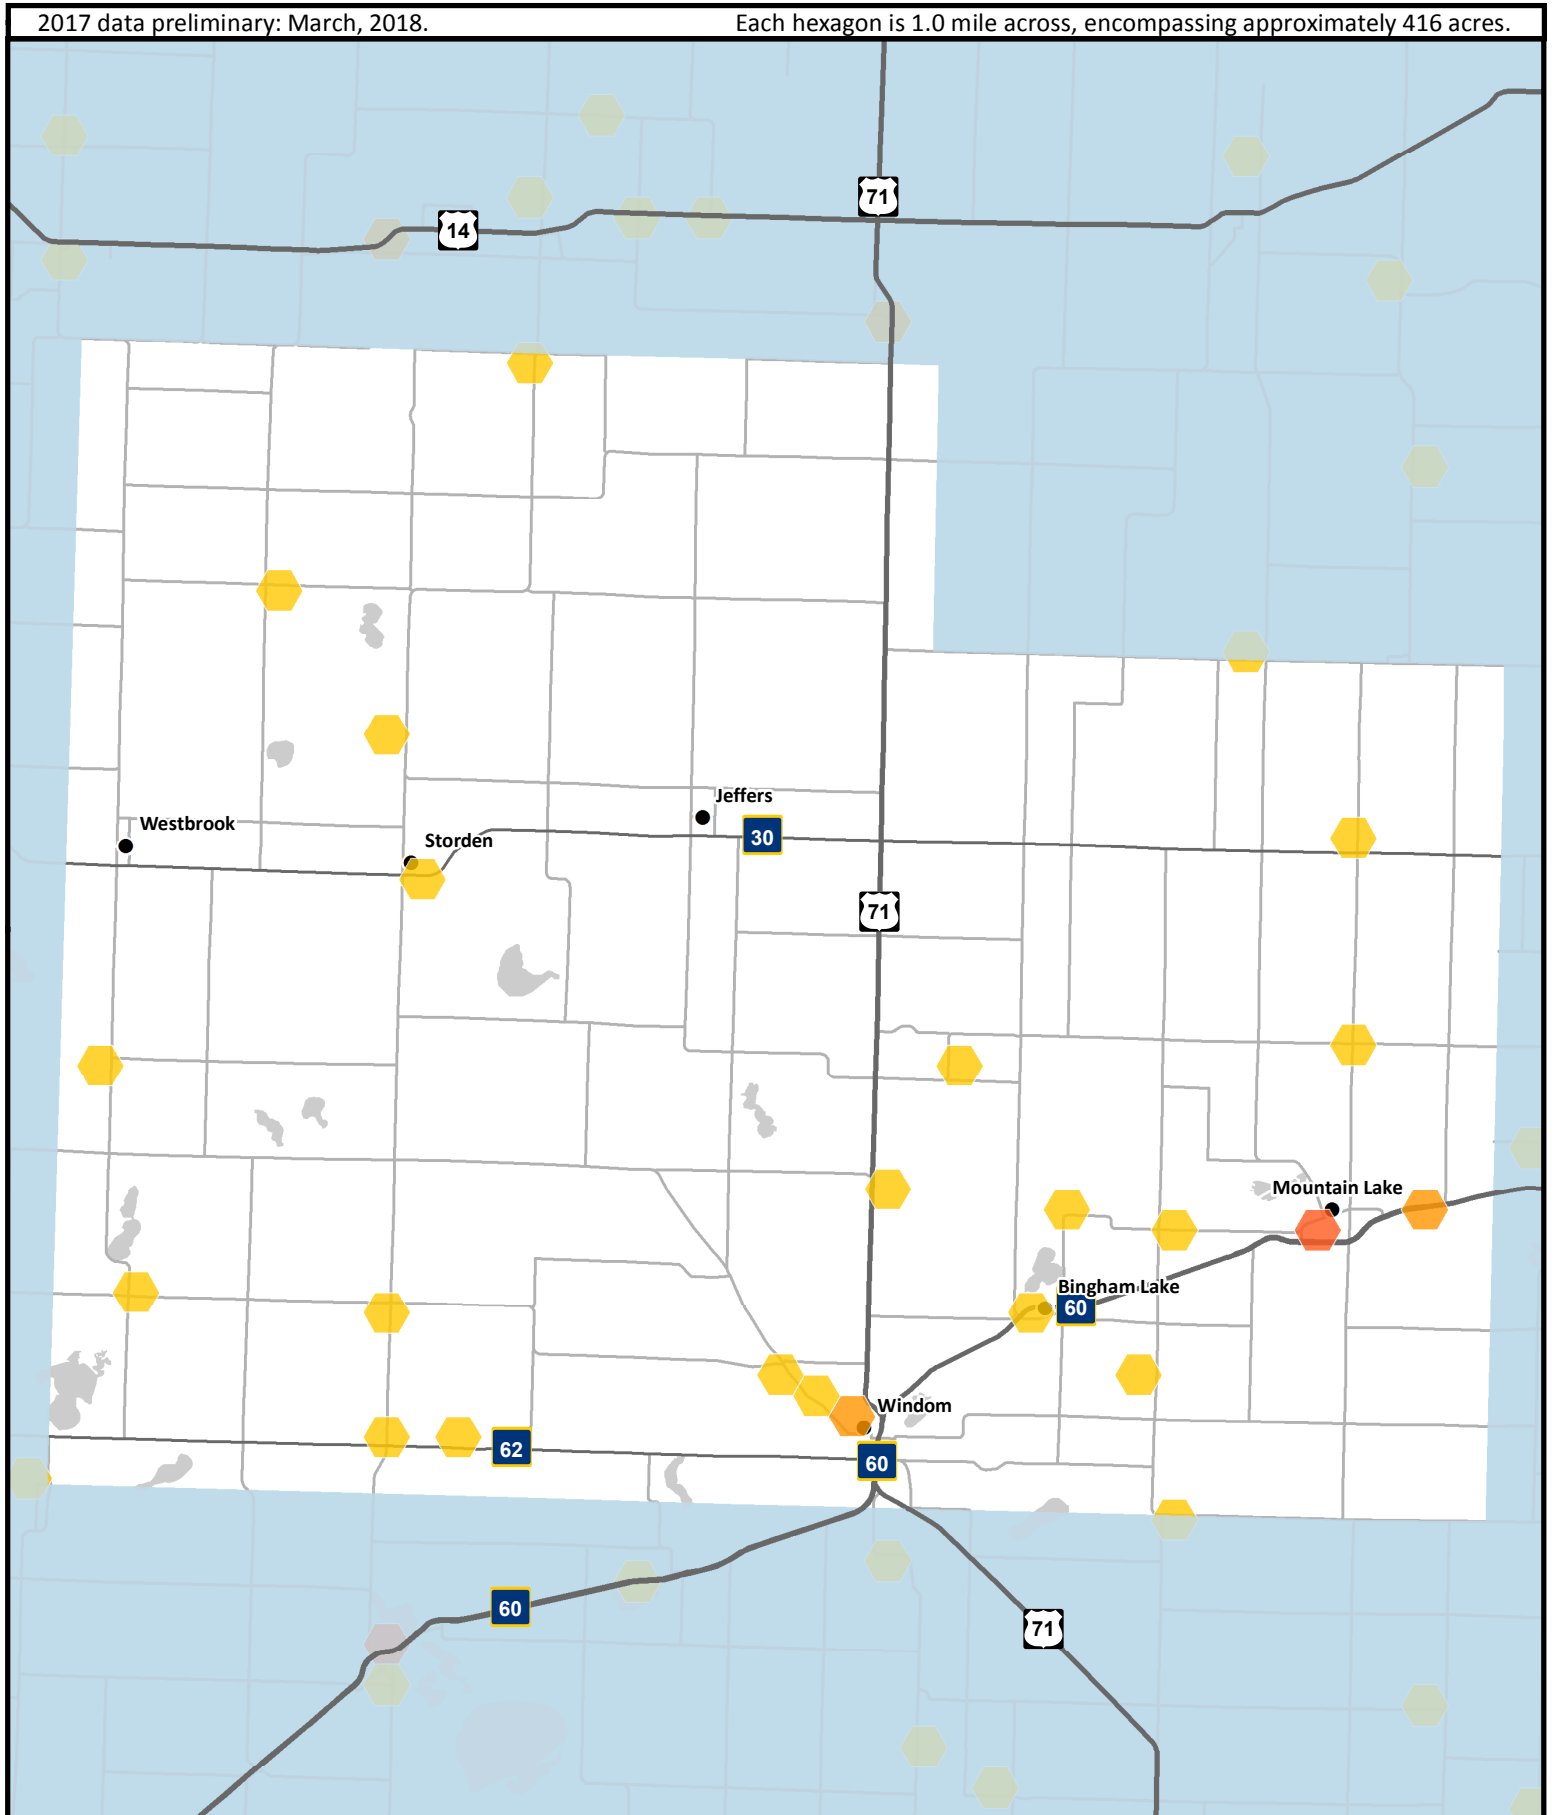 2017 data preliminary: March, 2018. Each hexagon is 1.0 mile across, encompassing approximately 416 acres.
71
14
Jeffers
Westbrook
30
Storden
71
Mountain Lake
Bingham Lake
60
Windom
62
60
60
71